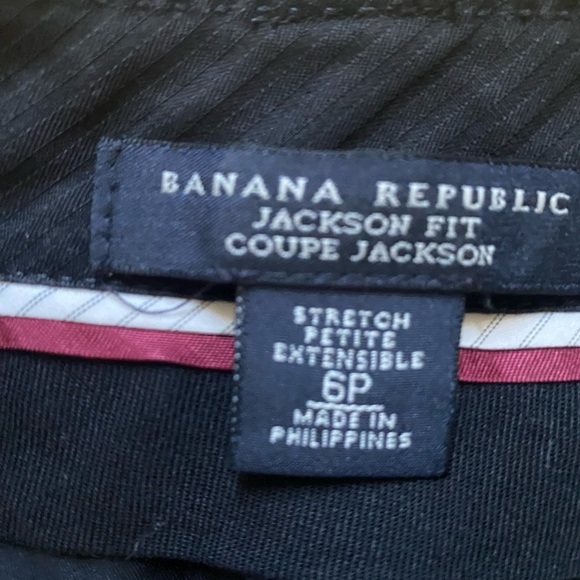 BANANA REPUBLIC
JACKSON FIT
COUPE JACKSON
STRETCH
PETITE
EXTENSIBLE
6P
MADE IN
PHILIPPINES